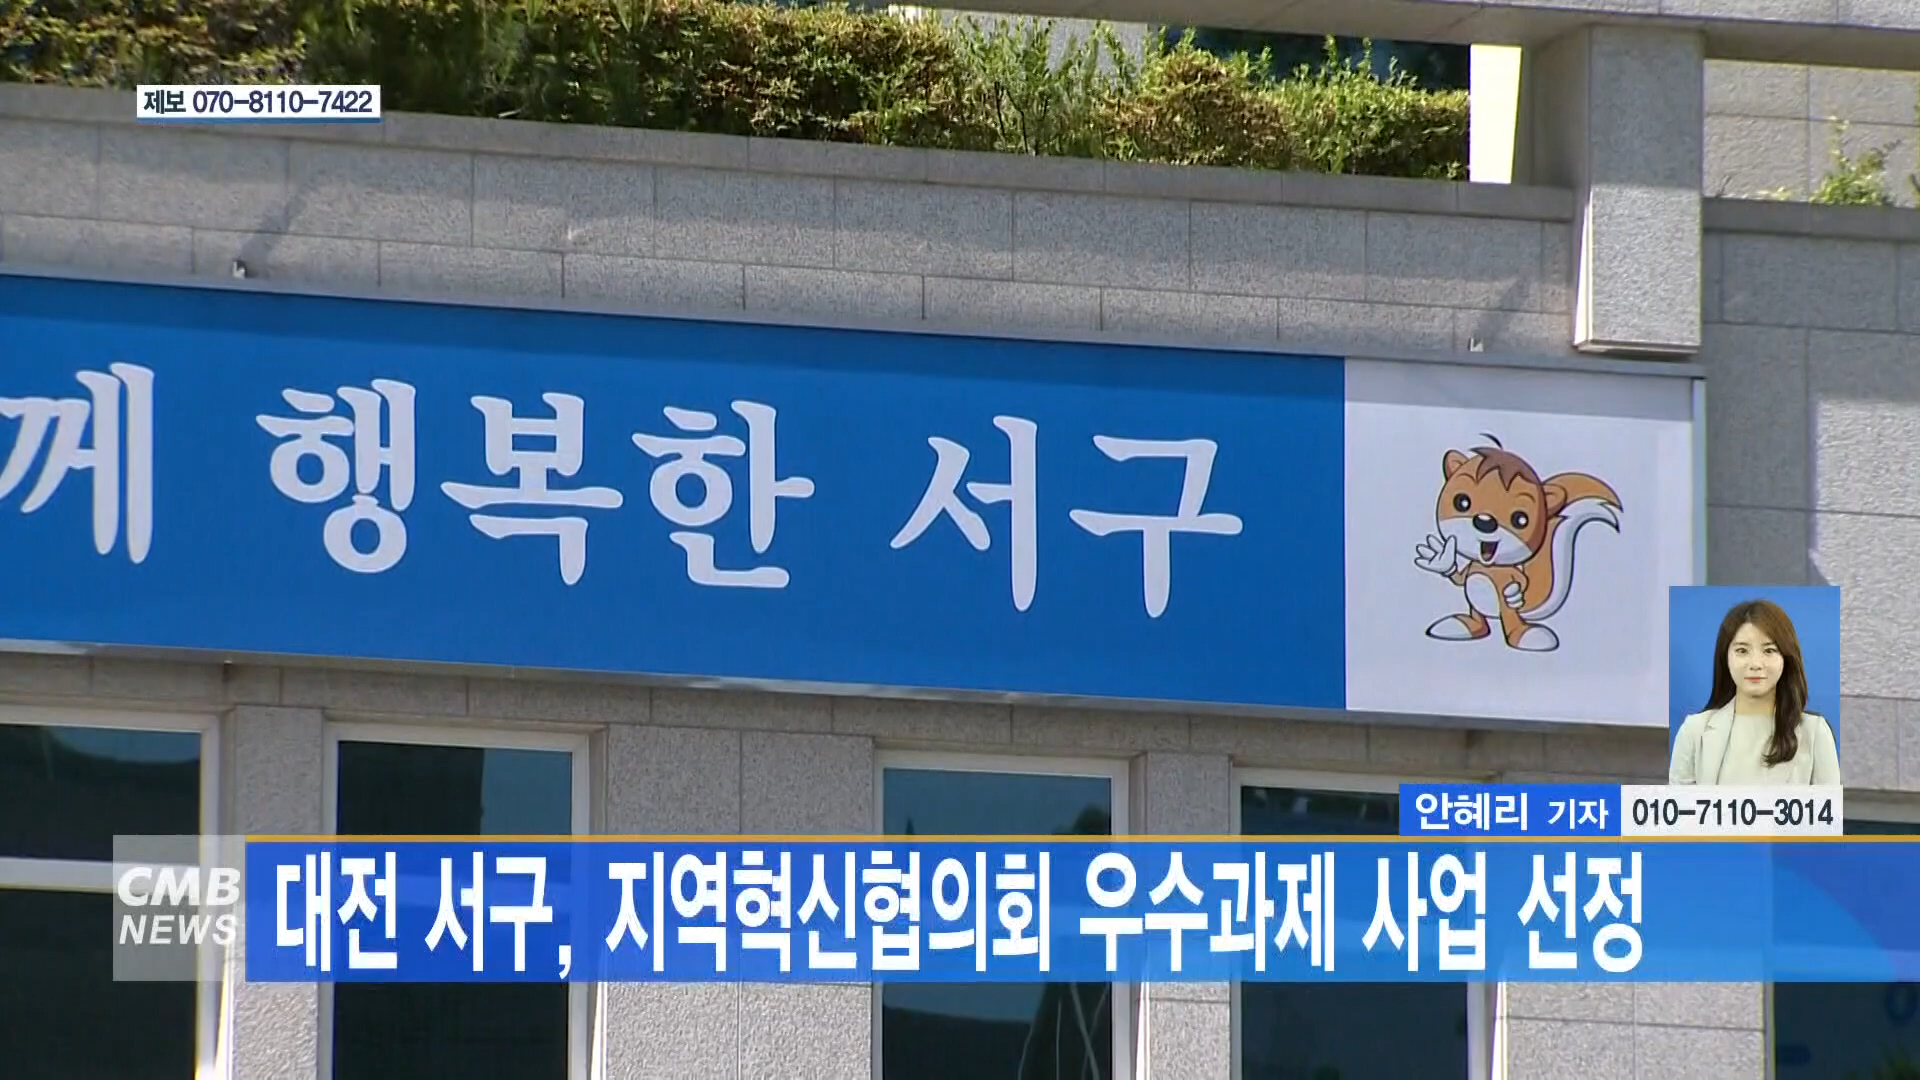 제보 070-8110-7422
께 행복한 서구
안혜리 기자 010-7110-3014
CMB
NEWS
대전 서구, 지역혁신협의회 우수과제 사업 선정